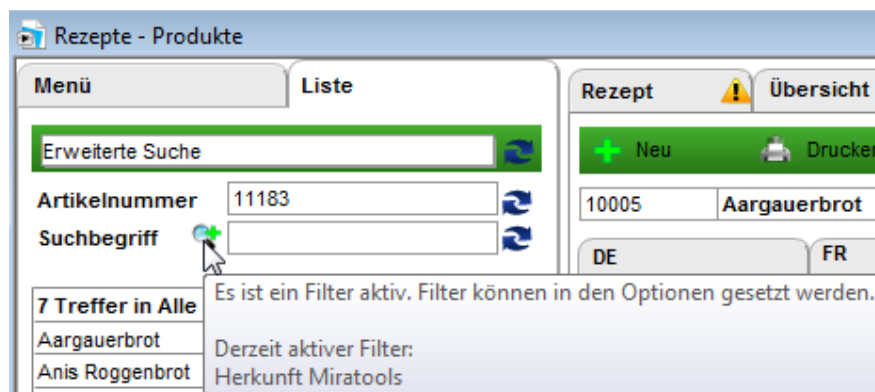 Rezepte - Produkte
Menü
Liste
Rezept
Übersicht
Erweiterte Suche
Neu
Drucken
Artikelnummer
11183
10005
Aargauerbrot
Suchbegriff
DE
FR
Es ist ein Filter aktiv. Filter können in den Optionen gesetzt werden.
7 Treffer in Alle
Aargauerbrot
Derzeit aktiver Filter:
Anis Roggenbrot
Herkunft Miratools